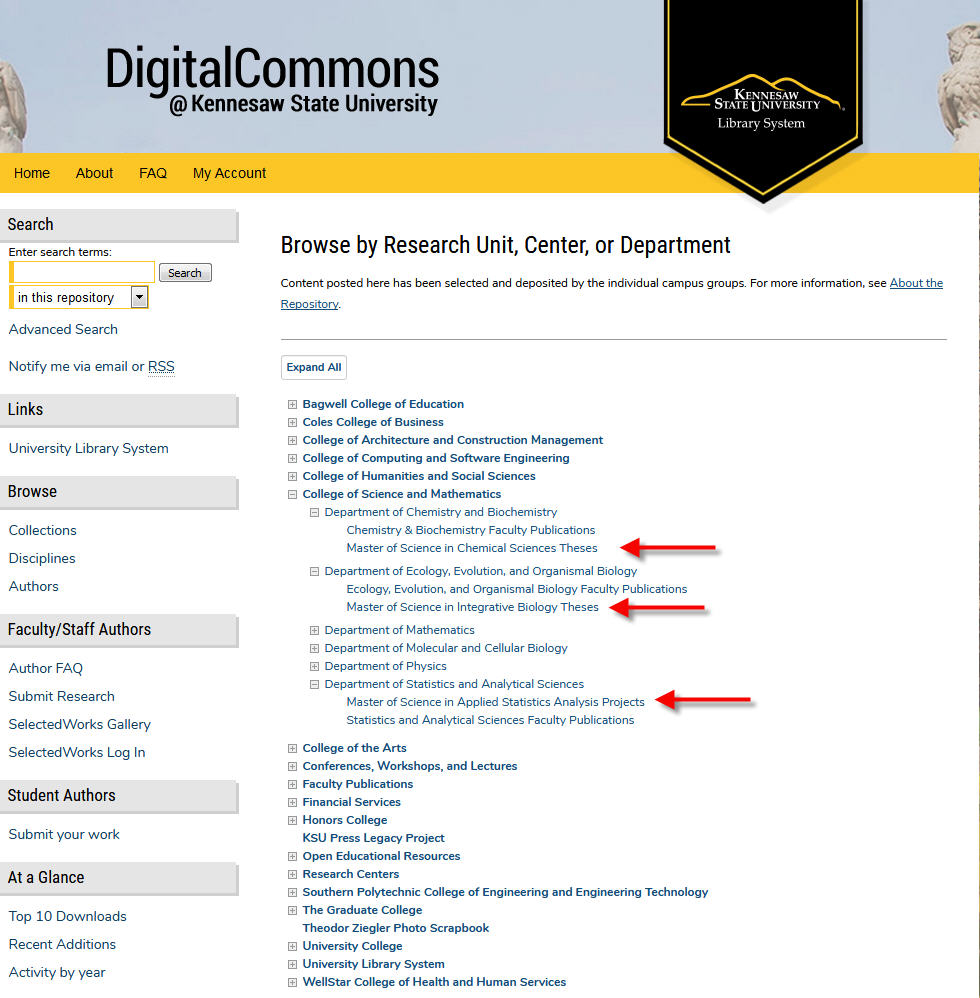 DigitalCommons
@ Kennesaw State University
KENNESAW
STATE UNIVERSITY
Library System
Home About FAQ My Account
Search
Enter search terms:
Search
in this repository
Advanced Search
Notify me via email or RSS
Links
University Library System
Browse
Collections
Disciplines
Authors
Faculty/Staff Authors
Author FAQ
Submit Research
SelectedWorks Gallery
SelectedWorks Log In
Student Authors
Submit your work
At a Glance
Top 10 Downloads
Recent Additions
Activity by year
Browse by Research Unit, Center, or Department
Content posted here has been selected and deposited by the individual campus groups. For more information, see About the
Repository.
Expand All
Bagwell College of Education
Coles College of Business
College of Architecture and Construction Management
College of Computing and Software Engineering
College of Humanities and Social Sciences
College of Science and Mathematics
Department of Chemistry and Biochemistry
Chemistry & Biochemistry Faculty Publications
Master of Science in Chemical Sciences Theses
Department of Ecology, Evolution, and Organismal Biology
Ecology, Evolution, and Organismal Biology Faculty Publications
Master of Science in Integrative Biology Theses
Department of Mathematics
Department of Molecular and Cellular Biology
Department of Physics
Department of Statistics and Analytical Sciences
Master of Science in Applied Statistics Analysis Projects
Statistics and Analytical Sciences Faculty Publications
College of the Arts
Conferences, Workshops, and Lectures
Faculty Publications
Financial Services
Honors College
KSU Press Legacy Project
Open Educational Resources
Research Centers
Southern Polytechnic College of Engineering and Engineering Technology
The Graduate College
Theodor Ziegler Photo Scrapbook
University College
University Library System
WellStar College of Health and Human Services